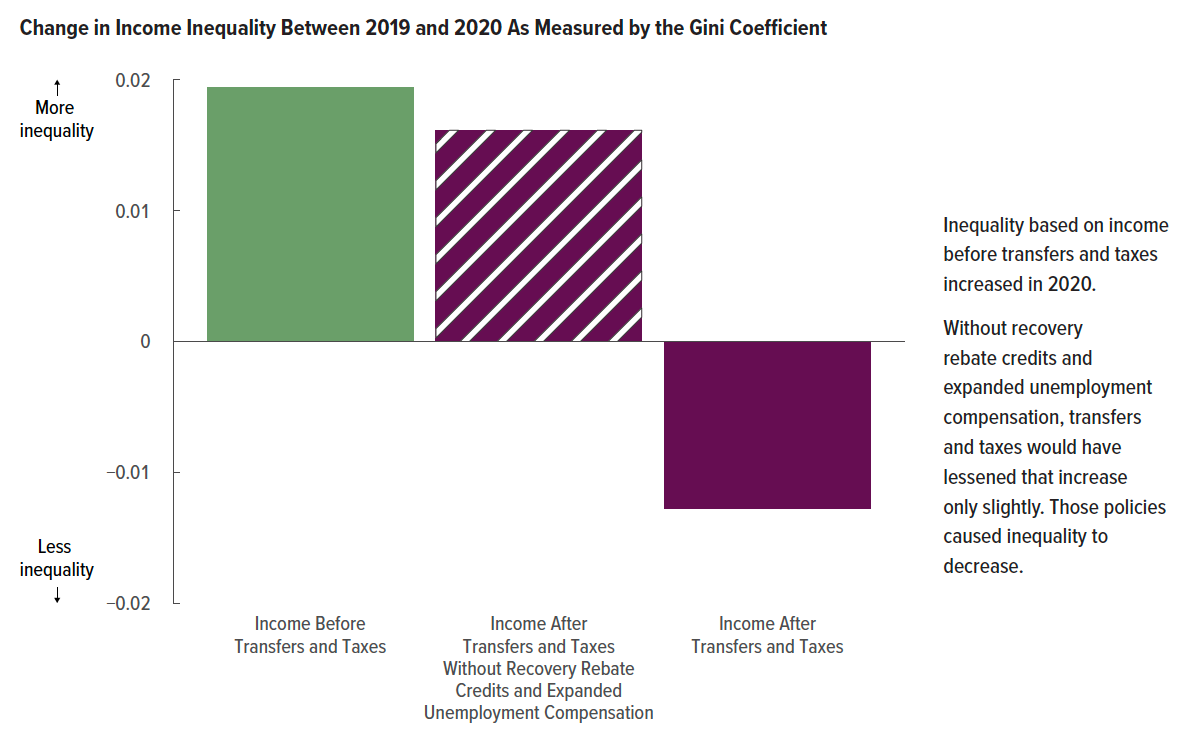 Change in Income Inequality Between 2019 and 2020 As Measured by the Gini Coefficient
0.02
More
inequality
0.01
0
−0.01
Less
inequality
−0.02
Income Before
Transfers and Taxes
Income After
Transfers and Taxes
Without Recovery Rebate
Credits and Expanded
Unemployment Compensation
Income After
Transfers and Taxes
Inequality based on income
before transfers and taxes
increased in 2020.
Without recovery
rebate credits and
expanded unemployment
compensation, transfers
and taxes would have
lessened that increase
only slightly. Those policies
caused inequality to
decrease.